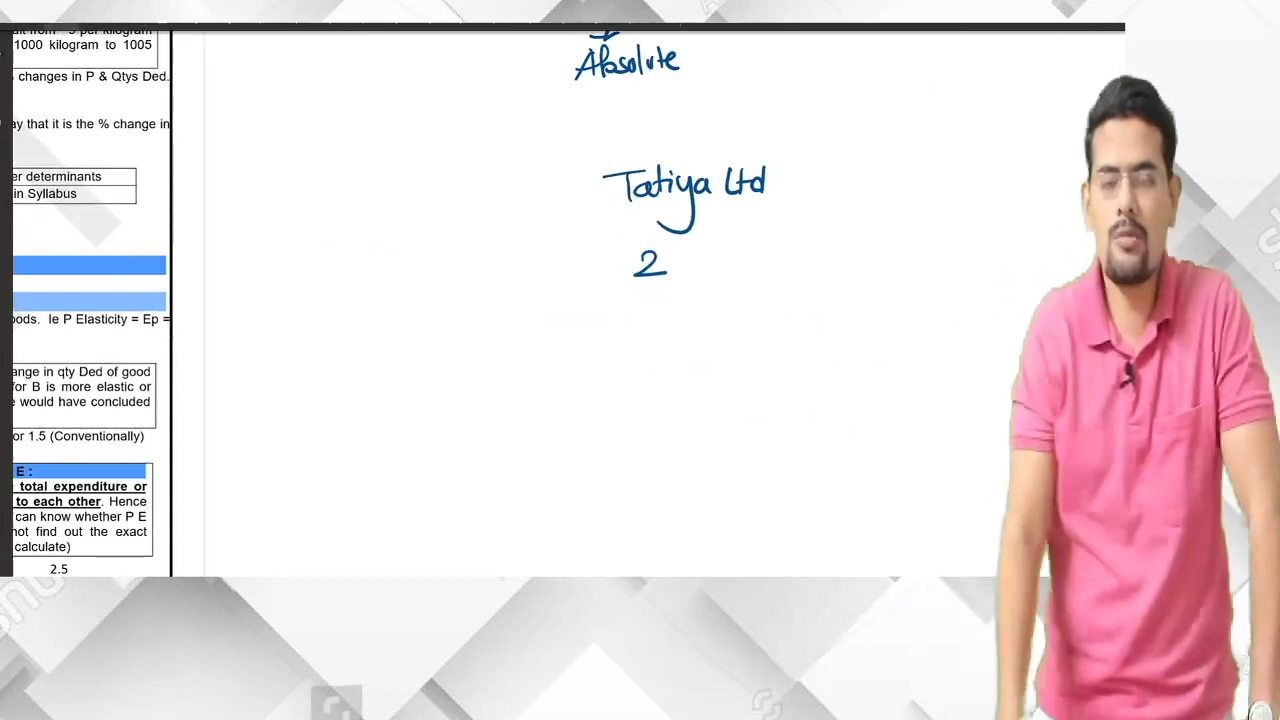 1000 kilogram to 1005
changes in P & Qtys Ded.
ay that it is the % change in
er determinants
in Syllabus
ods. Ie P Elasticity = Ep =
ange in qty Ded of good
for B is more elastic or
would have concluded
or 1.5 (Conventionally)
E :
total expenditure or
to each other. Hence
can know whether P E
not find out the exact
calculate)
2.5
Absolute
Tatiya Ltd
2